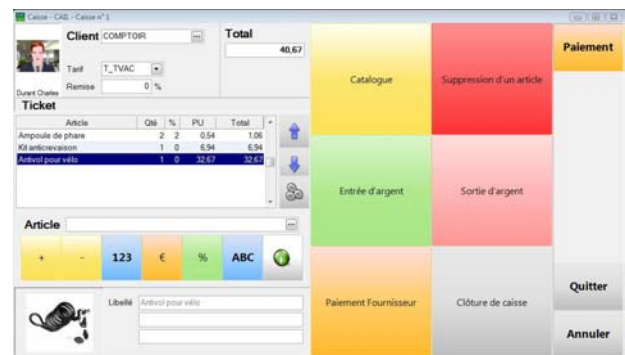 Caisse - CAI1 - Caisse n° 1
Client COMPTOIR ...
Total
40,67
Tarif T_TVAC
Remise 0 %
Durant Charles
Ticket
Article Qté % PU Total
Ampoule de phare 2 2 0,54 1,06
Kit anticrevaison 1 0 6,94 6,94
Antivol pour vélo 1 0 32,67 32,67
Article ...
+ - 123 € % ABC i
Libellé Antivol pour vélo
Catalogue
Suppression d'un article
Entrée d'argent
Sortie d'argent
Paiement Fournisseur
Clôture de caisse
Paiement
Quitter
Annuler